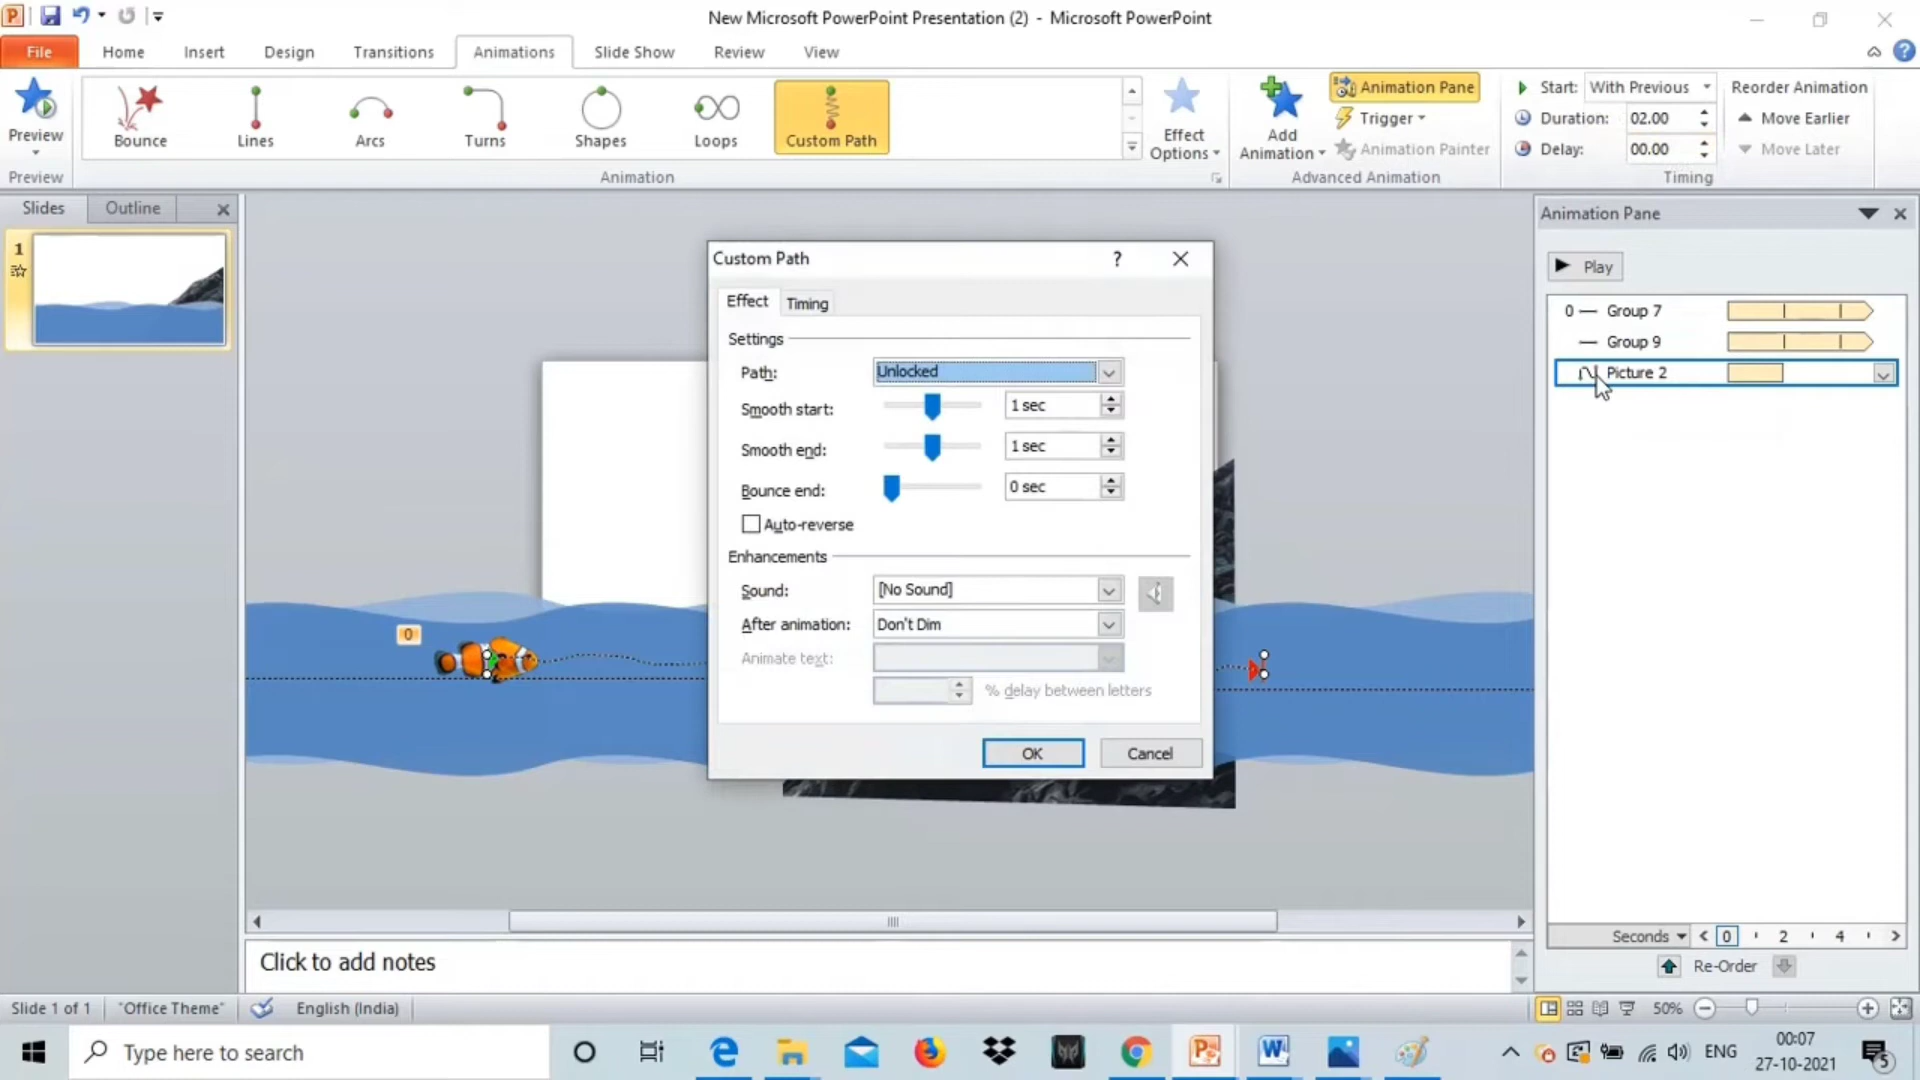 New Microsoft PowerPoint Presentation (2) - Microsoft PowerPoint
File Home Insert Design Transitions Animations Slide Show Review View
Preview
Bounce Lines Arcs Turns Shapes Loops Custom Path
Effect Options
Add Animation
Animation Pane
Trigger
Animation Painter
Start: With Previous
Duration: 02.00
Delay: 00.00
Reorder Animation
Move Earlier
Move Later
Preview Animation Advanced Animation Timing
Slides Outline
1
Animation Pane
Play
0 Group 7
Group 9
Picture 2
Custom Path
?
Effect Timing
Settings
Path: Unlocked
Smooth start: 1 sec
Smooth end: 1 sec
Bounce end: 0 sec
Auto-reverse
Enhancements
Sound: [No Sound]
After animation: Don't Dim
Animate text:
% delay between letters
OK Cancel
0
Seconds 0 2 4
Re-Order
Click to add notes
Slide 1 of 1 "Office Theme" English (India) 50%
Type here to search
ENG
00:07
27-10-2021
5